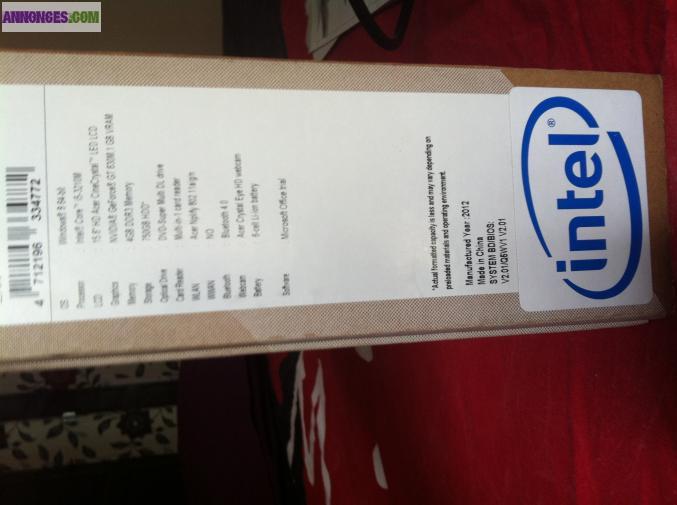 ANNONCES.COM
4 712196 334772
OS Windows® 8 64-bit
Processor Intel® Core™ i5-3210M
LCD 15.6" HD Acer CineCrystal™ LED LCD
Graphics NVIDIA® GeForce® GT 630M 1 GB VRAM
Memory 4GB DDR3 Memory
Storage 750GB HDD*
Optical Drive DVD-Super Multi DL drive
Card Reader Multi-in-1 card reader
WLAN Acer Nplify 802.11a/g/n
WWAN NO
Bluetooth Bluetooth 4.0
Webcam Acer Crystal Eye HD webcam
Battery 6-cell Li-ion battery
Software Microsoft Office trial
*Actual formatted capacity is less and may vary depending on
preloaded materials and operating environment.
Manufactured Year :2012
Made in China
SYSTEM BD/BIOS:
V2.01/Q5WV1 V2.01
intel®